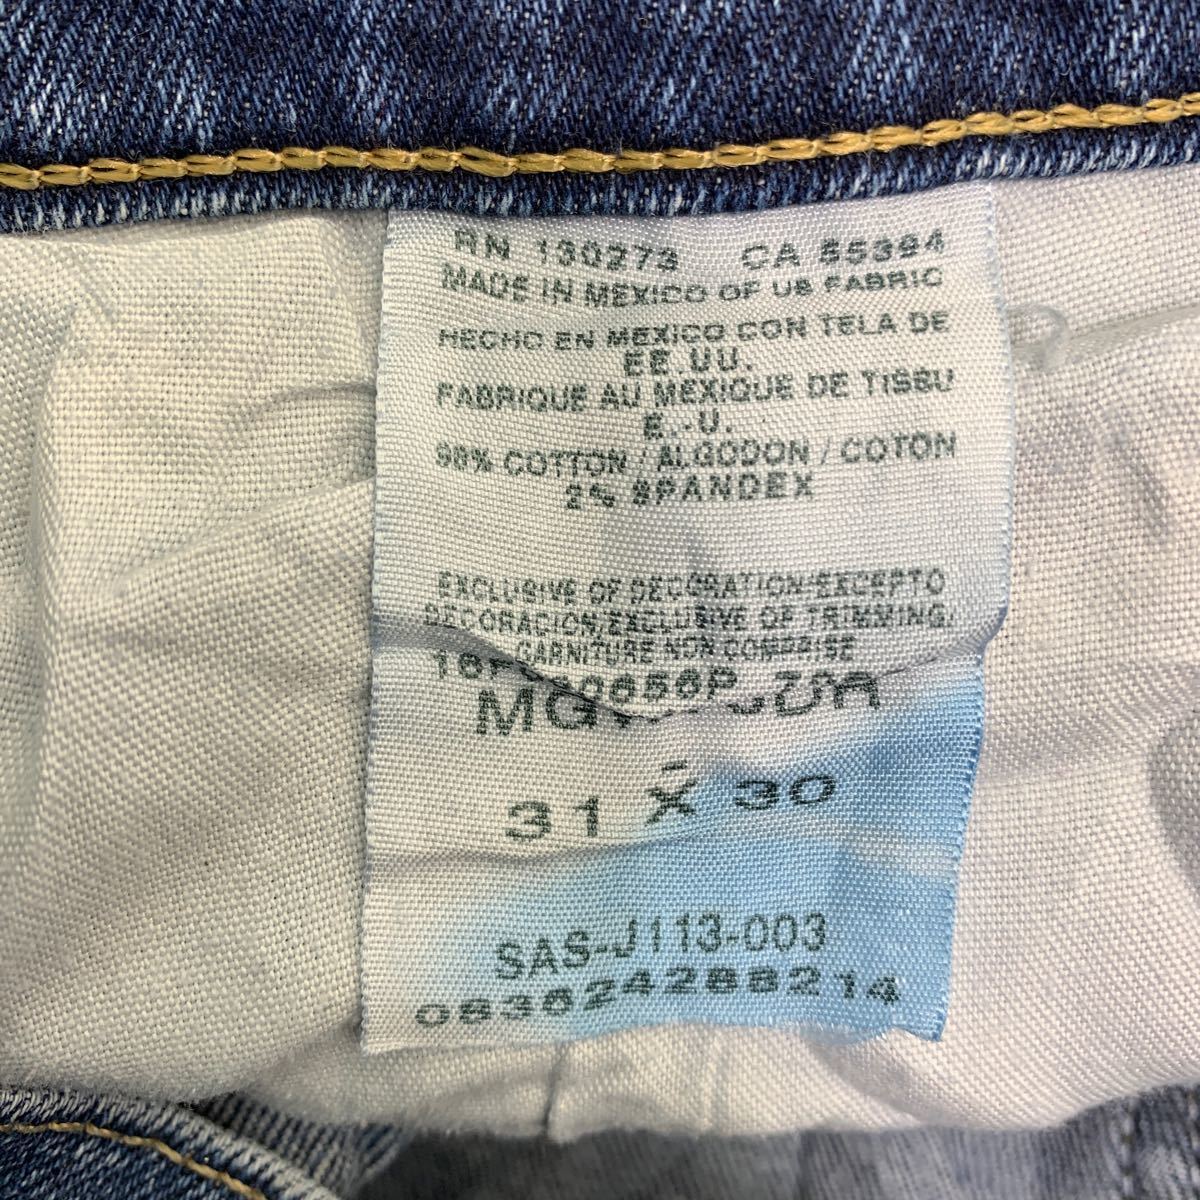 RN 130273 CA 55394
MADE IN MEXICO OF US FABRIC
HECHO EN MEXICO CON TELA DE
EE.UU.
FABRIQUE AU MEXIQUE DE TISSU
E.-U.
98% COTTON / ALGODON / COTON
2% SPANDEX
EXCLUSIVE OF DECORATION/EXCEPTO
DECORACION/EXCLUSIVE OF TRIMMING/
GARNITURE NON COMPRISE
31 X 30
SAS-J113-003
083624288214